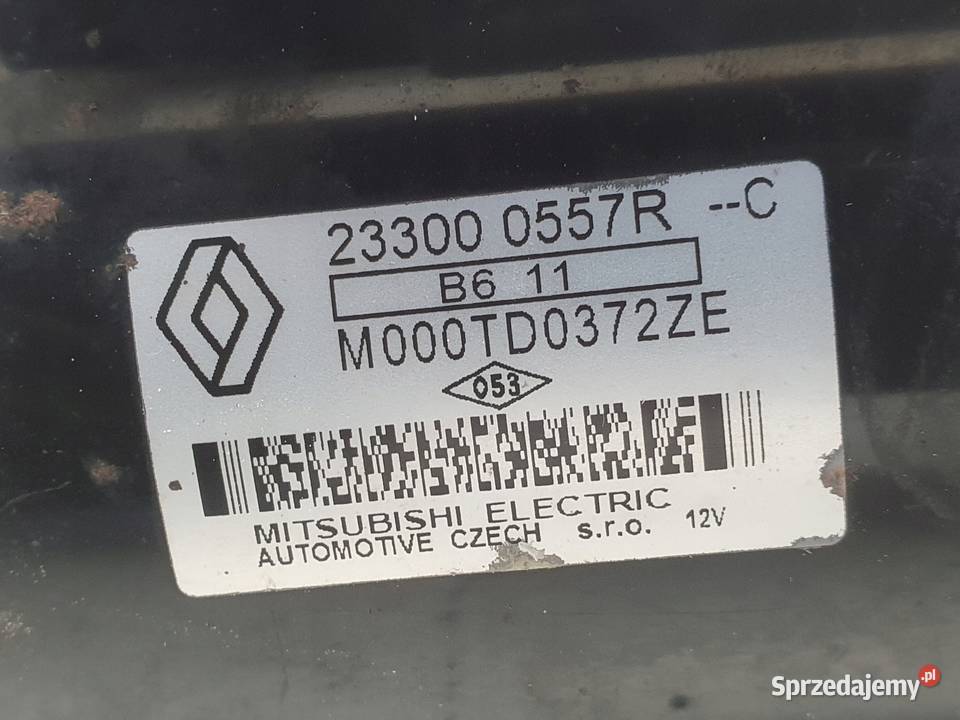 23300 0557R --C
B6 11
M000TD0372ZE
053
MITSUBISHI ELECTRIC
AUTOMOTIVE CZECH s.r.o. 12V
Sprzedajemy.pl